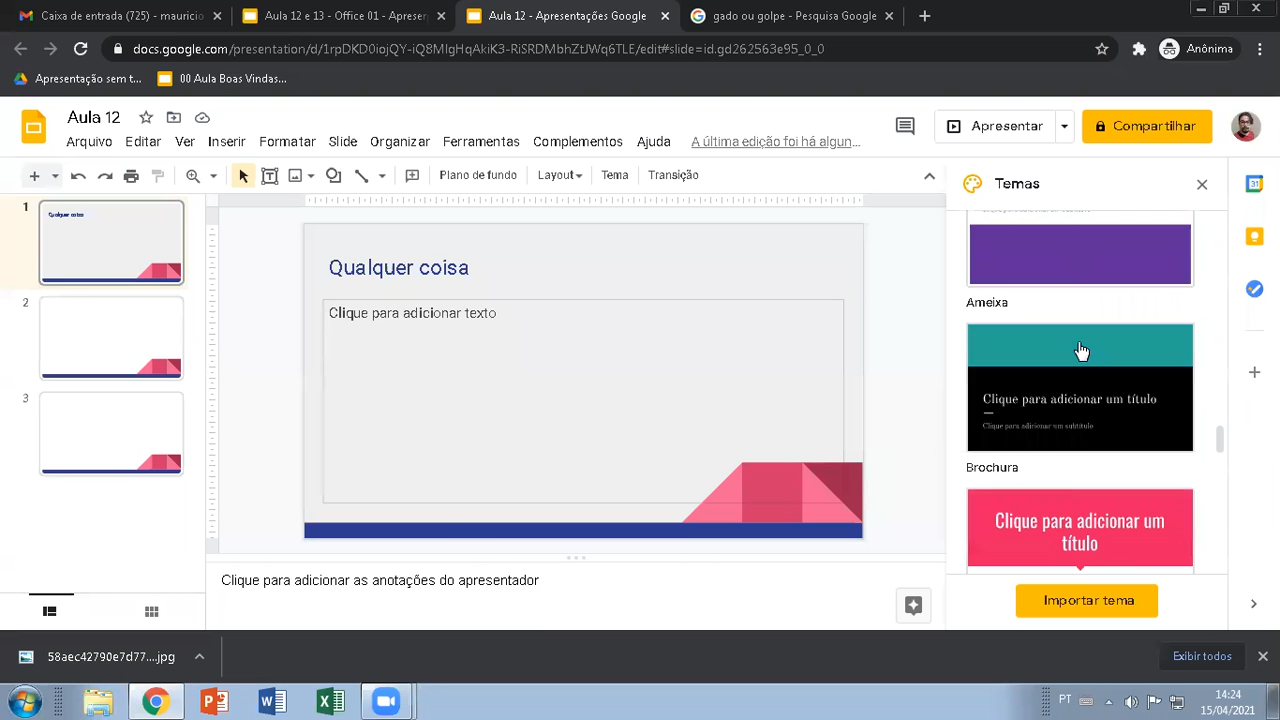 Caixa de entrada (725) - mauricio
Aula 12 e 13 - Office 01 - Apresen
Aula 12 - Apresentações Google
gado ou golpe - Pesquisa Google
docs.google.com/presentation/d/1rpDKD0iojQY-iQ8MIgHqAkiK3-RiSRDMbhZtJWq6TLE/edit#slide=id.gd262563e95_0_0
Anônima
Apresentação sem t...
00 Aula Boas Vindas...
Aula 12
Arquivo Editar Ver Inserir Formatar Slide Organizar Ferramentas Complementos Ajuda
A última edição foi há algun...
Apresentar
Compartilhar
Plano de fundo Layout Tema Transição
Temas
1
Qualquer coisa
2
3
Qualquer coisa
Clique para adicionar texto
Clique para adicionar as anotações do apresentador
Ameixa
Clique para adicionar um título
Clique para adicionar um subtítulo
Brochura
Clique para adicionar um
título
Importar tema
31
58aec42790e7d77....jpg
Exibir todos
PT
14:24
15/04/2021